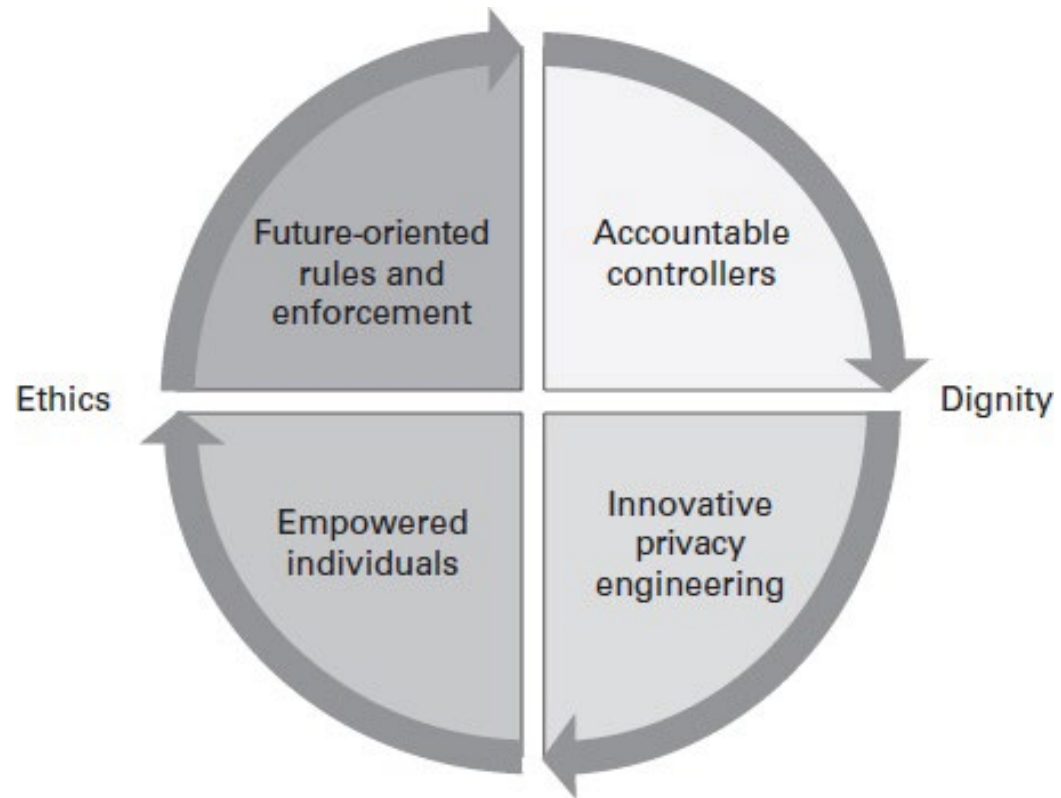 Future-oriented
rules and
enforcement
Accountable
controllers
Ethics
Dignity
Empowered
individuals
Innovative
privacy
engineering